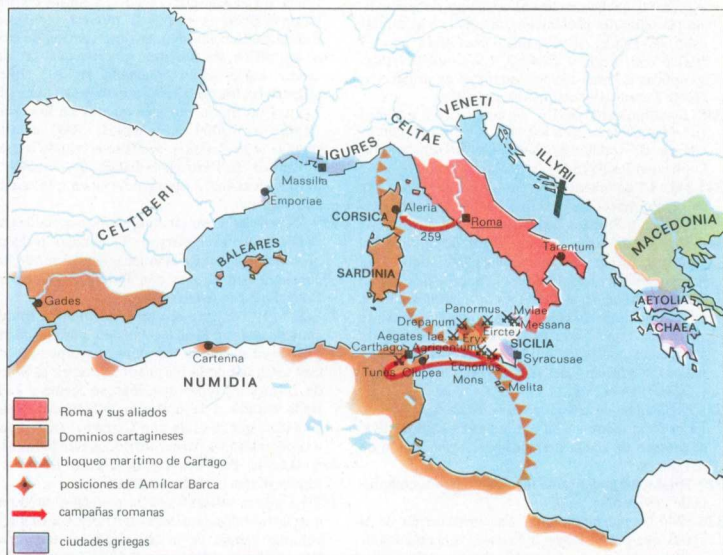 VENETI
CELTAE
LIGURES
ILLYRII
Massilia
CELTIBERI
Emporiae
CORSICA
Aleria
Roma
259
MACEDONIA
BALEARES
SARDINIA
Tarentum
Gades
AETOLIA
ACHAEA
Panormus
Mylae
Drepanum
Messana
Aegates Iae
Eryx
Eircte
SICILIA
Carthago
Agrigentum
Syracusae
Cartenna
Tunes
Clupea
Ecnomus
Mons
Melita
NUMIDIA
Roma y sus aliados
Dominios cartagineses
bloqueo marítimo de Cartago
posiciones de Amílcar Barca
campañas romanas
ciudades griegas